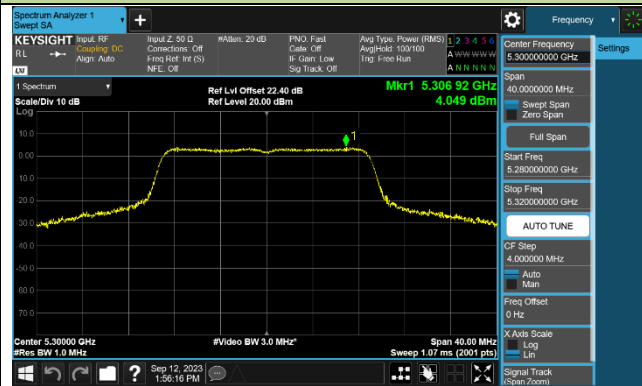 Spectrum Analyzer 1
Swept SA
+
Frequency
KEYSIGHT
RL
LXI
Input: RF
Coupling: DC
Align: Auto
Input Z: 50 Ω
Corrections: Off
Freq Ref: Int (S)
NFE: Off
#Atten: 20 dB
PNO: Fast
Gate: Off
IF Gain: Low
Sig Track: Off
Avg Type: Power (RMS)
Avg|Hold: 100/100
Trig: Free Run
1 2 3 4 5 6
A W W W W W
A N N N N N
1 Spectrum
Scale/Div 10 dB
Log
Ref Lvl Offset 22.40 dB
Ref Level 20.00 dBm
Mkr1 5.306 92 GHz
4.049 dBm
1
10.0
0.00
-10.0
-20.0
-30.0
-40.0
-50.0
-60.0
-70.0
Center 5.30000 GHz
#Res BW 1.0 MHz
#Video BW 3.0 MHz*
Span 40.00 MHz
Sweep 1.07 ms (2001 pts)
Center Frequency
5.300000000 GHz
Settings
Span
40.0000000 MHz
Swept Span
Zero Span
Full Span
Start Freq
5.280000000 GHz
Stop Freq
5.320000000 GHz
AUTO TUNE
CF Step
4.000000 MHz
Auto
Man
Freq Offset
0 Hz
X Axis Scale
Log
Lin
Signal Track
(Span Zoom)
?
Sep 12, 2023
1:56:16 PM